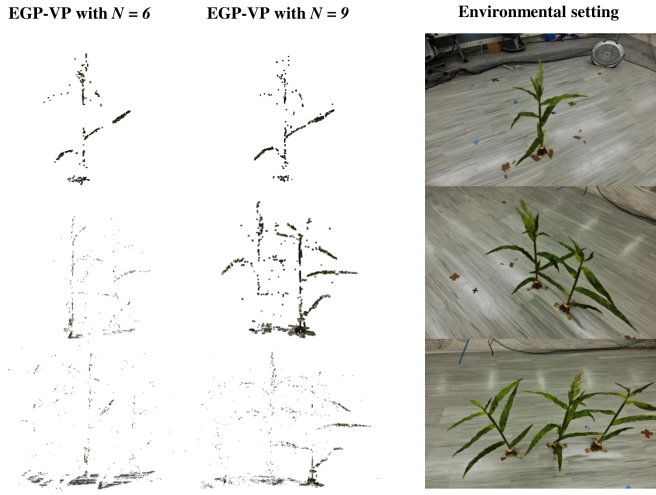 EGP-VP with N = 6
EGP-VP with N = 9
Environmental setting